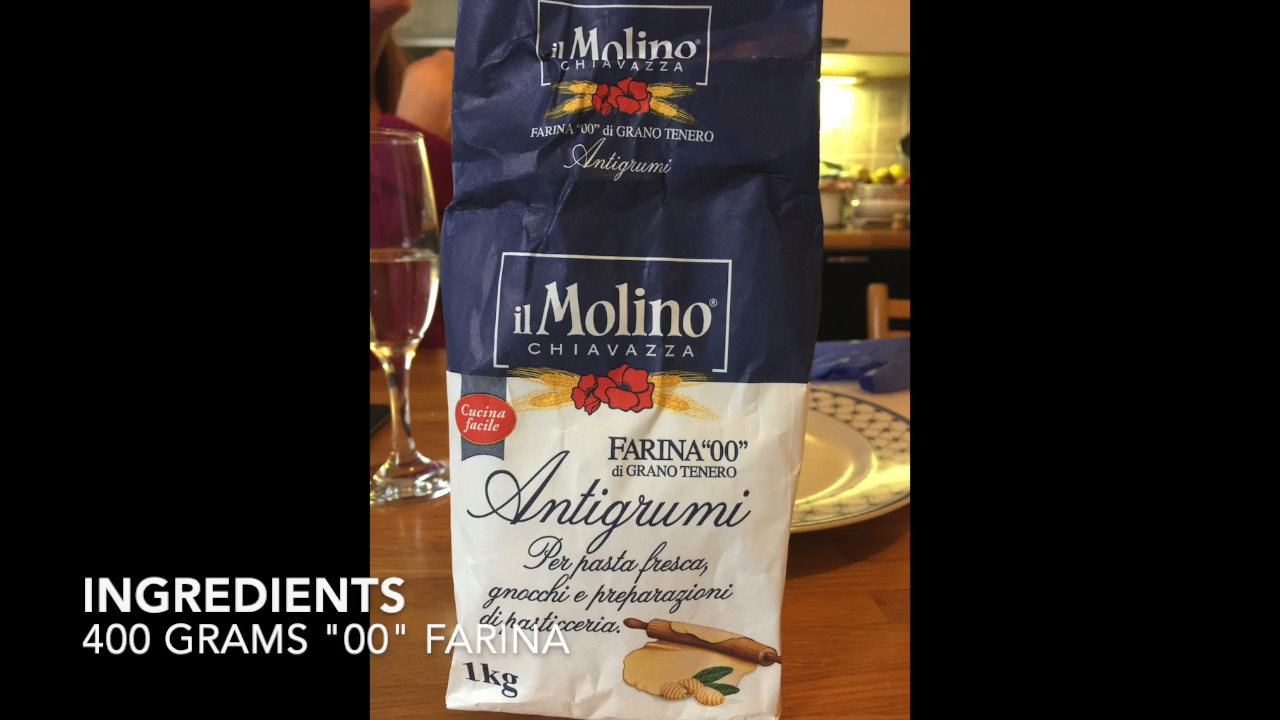 il Molino®
CHIAVAZZA
FARINA "00" di GRANO TENERO
Antigrumi
il Molino®
CHIAVAZZA
Cucina
facile
FARINA "00"
di GRANO TENERO
Antigrumi
Per pasta fresca,
gnocchi e preparazioni
di pasticceria.
1kg
INGREDIENTS
400 GRAMS "00" FARINA